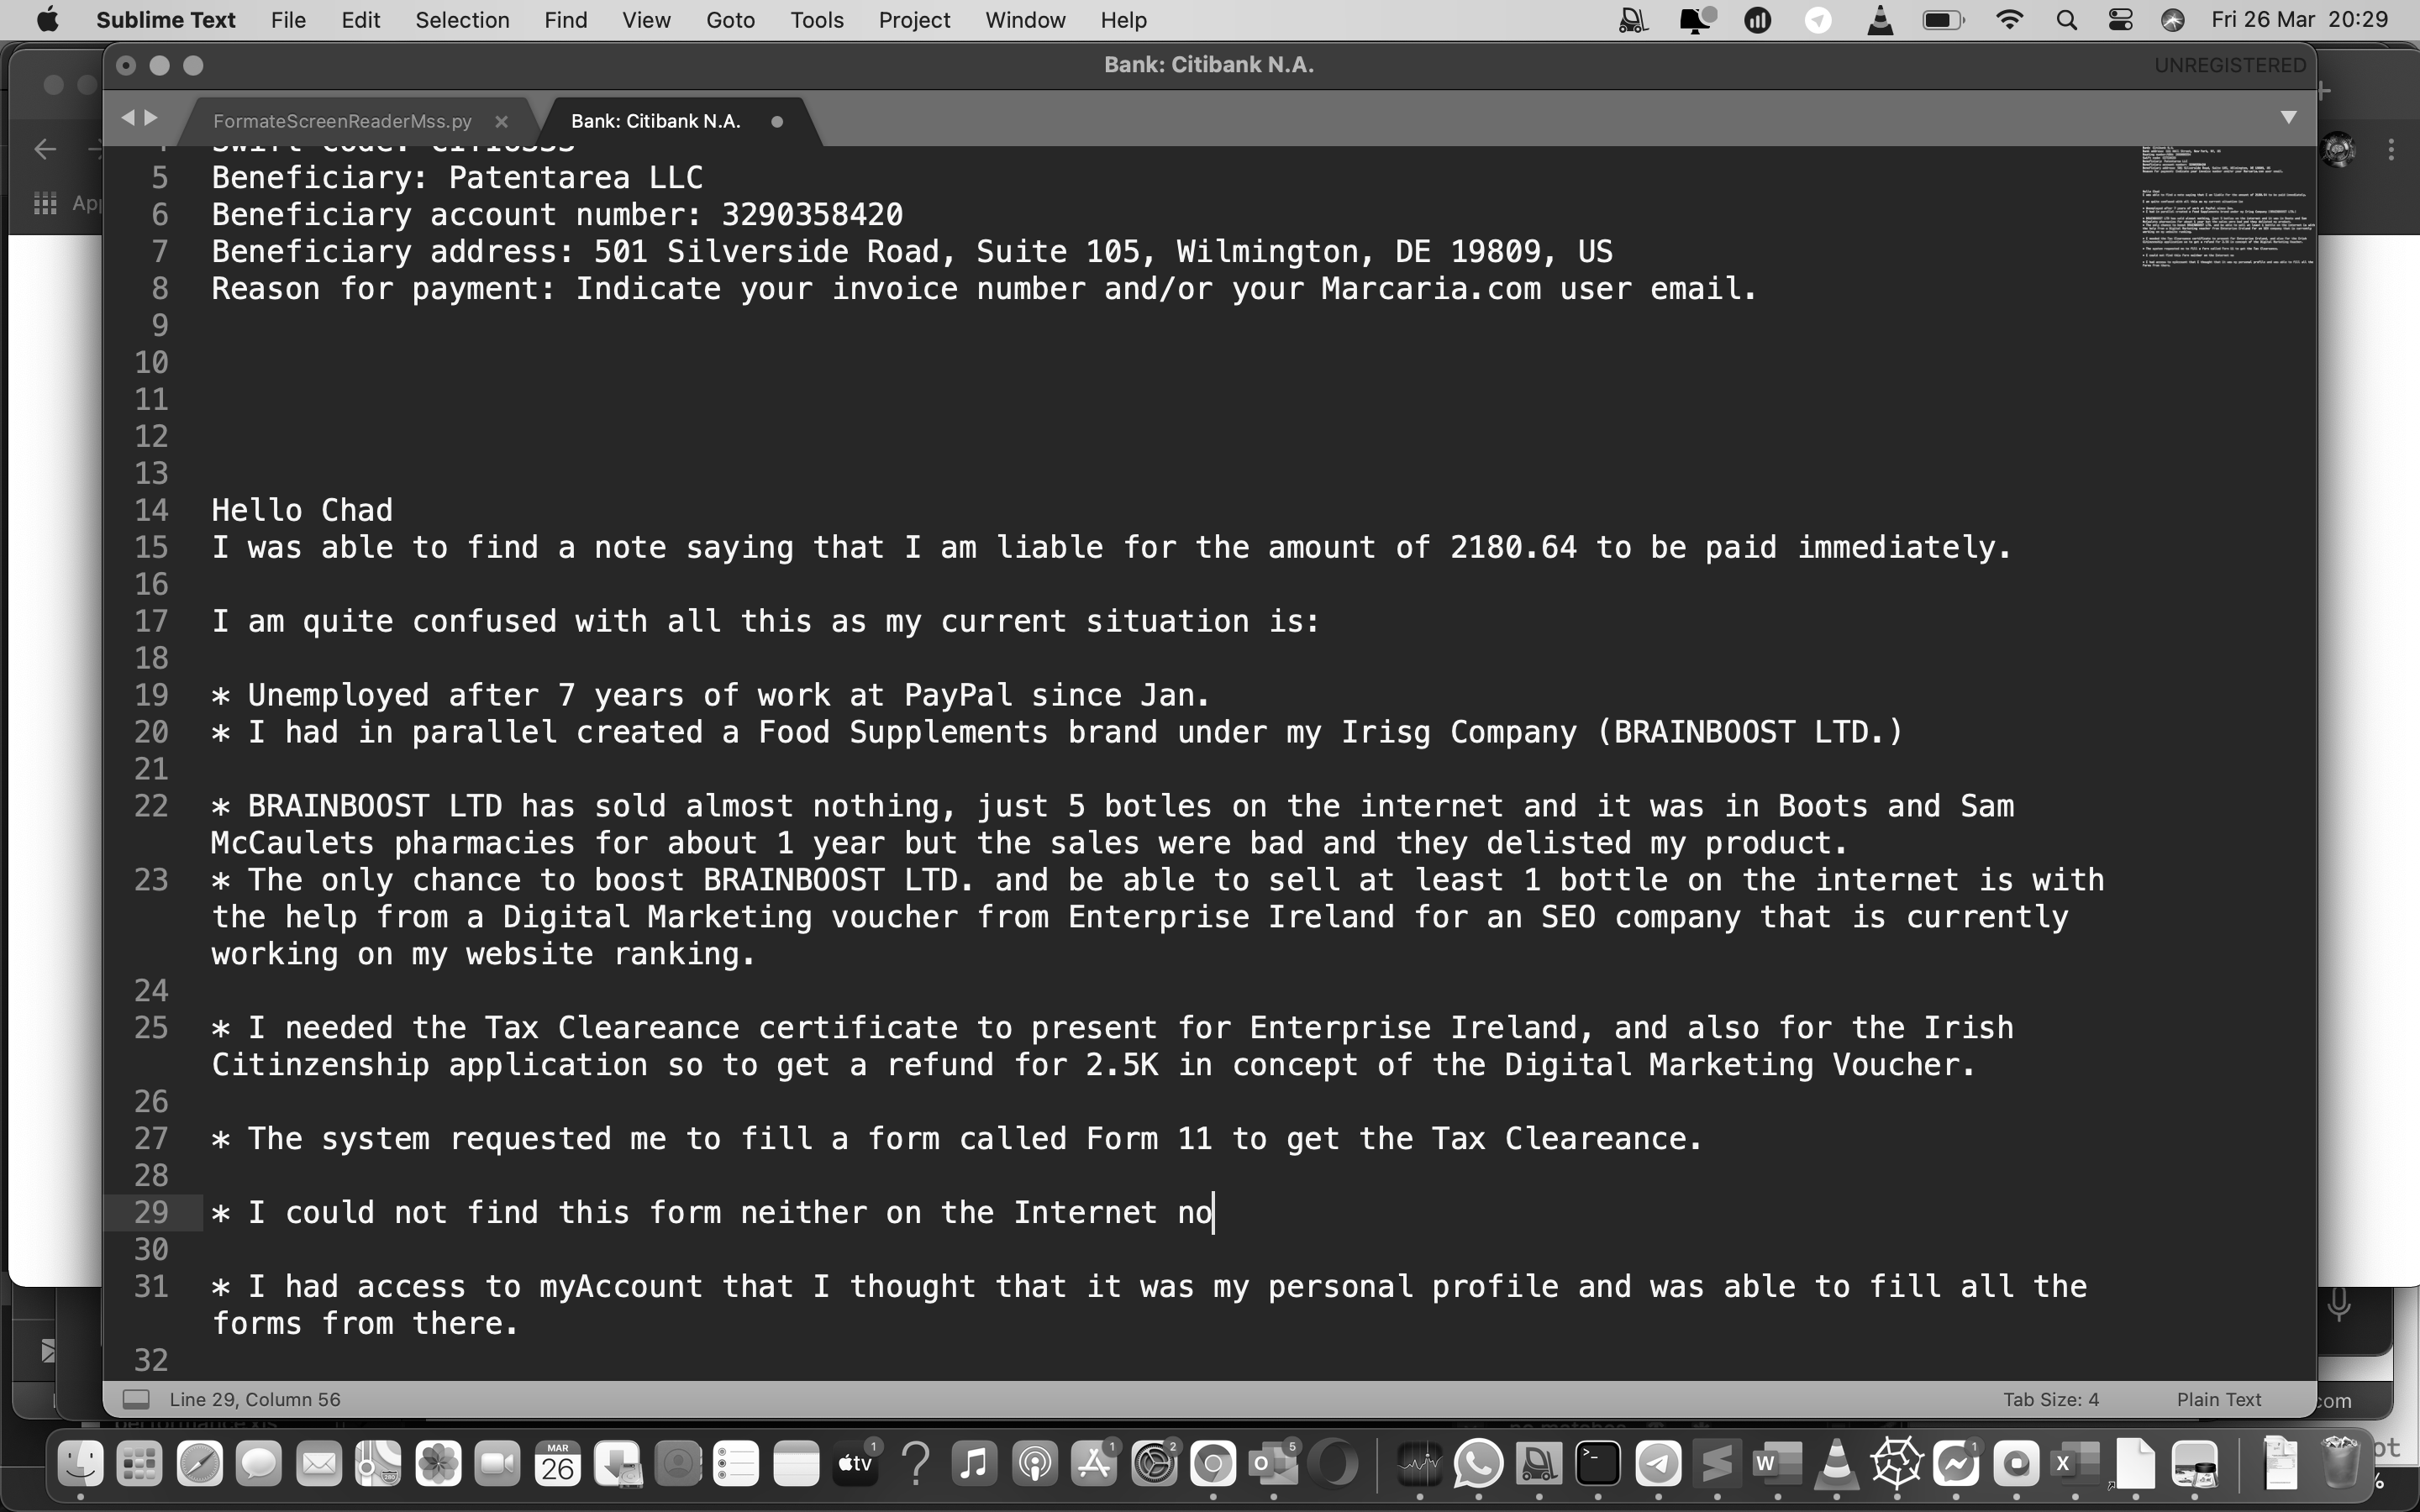 Sublime Text File Edit Selection Find View Goto Tools Project Window Help Fri 26 Mar 20:29
Bank: Citibank N.A. UNREGISTERED
FormateScreenReaderMss.py Bank: Citibank N.A.
5 Beneficiary: Patentarea LLC
6 Beneficiary account number: 3290358420
7 Beneficiary address: 501 Silverside Road, Suite 105, Wilmington, DE 19809, US
8 Reason for payment: Indicate your invoice number and/or your Marcaria.com user email.
9
10
11
12
13
14 Hello Chad
15 I was able to find a note saying that I am liable for the amount of 2180.64 to be paid immediately.
16
17 I am quite confused with all this as my current situation is:
18
19 * Unemployed after 7 years of work at PayPal since Jan.
20 * I had in parallel created a Food Supplements brand under my Irisg Company (BRAINBOOST LTD.)
21
22 * BRAINBOOST LTD has sold almost nothing, just 5 botles on the internet and it was in Boots and Sam
McCaulets pharmacies for about 1 year but the sales were bad and they delisted my product.
23 * The only chance to boost BRAINBOOST LTD. and be able to sell at least 1 bottle on the internet is with
the help from a Digital Marketing voucher from Enterprise Ireland for an SEO company that is currently
working on my website ranking.
24
25 * I needed the Tax Cleareance certificate to present for Enterprise Ireland, and also for the Irish
Citinzenship application so to get a refund for 2.5K in concept of the Digital Marketing Voucher.
26
27 * The system requested me to fill a form called Form 11 to get the Tax Cleareance.
28
29 * I could not find this form neither on the Internet no
30
31 * I had access to myAccount that I thought that it was my personal profile and was able to fill all the
forms from there.
32
Line 29, Column 56 Tab Size: 4 Plain Text